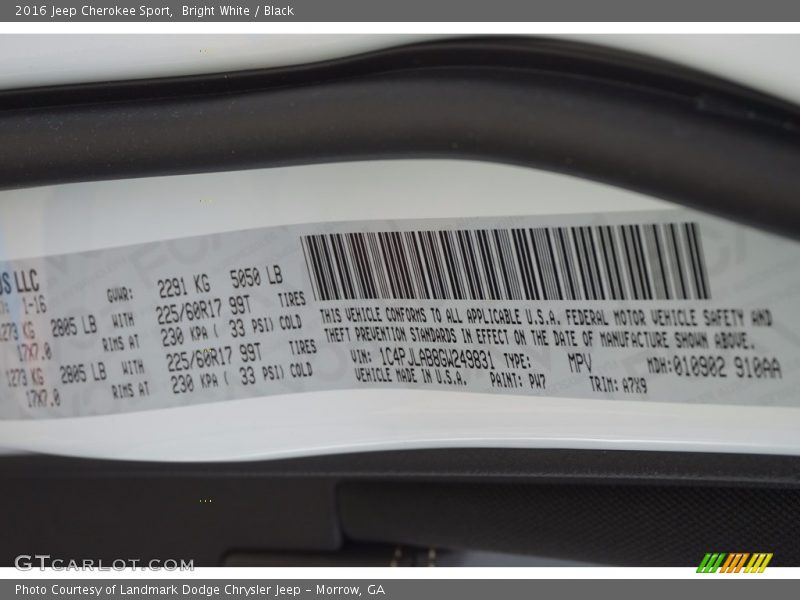 2016 Jeep Cherokee Sport,  Bright White / Black
US LLC
1-16
GVWR: 2291 KG 5050 LB
1273 KG 2805 LB WITH 225/60R17 99T TIRES
17X7.0 RIMS AT 230 KPA ( 33 PSI) COLD
1273 KG 2805 LB WITH 225/60R17 99T TIRES
17X7.0 RIMS AT 230 KPA ( 33 PSI) COLD
THIS VEHICLE CONFORMS TO ALL APPLICABLE U.S.A. FEDERAL MOTOR VEHICLE SAFETY AND
THEFT PREVENTION STANDARDS IN EFFECT ON THE DATE OF MANUFACTURE SHOWN ABOVE.
VIN: 1C4PJLAB8GW249831 TYPE: MPV MDH:010902 910AA
VEHICLE MADE IN U.S.A. PAINT: PW7 TRIM: A7X9
GTCARLOT.COM
Photo Courtesy of Landmark Dodge Chrysler Jeep – Morrow, GA